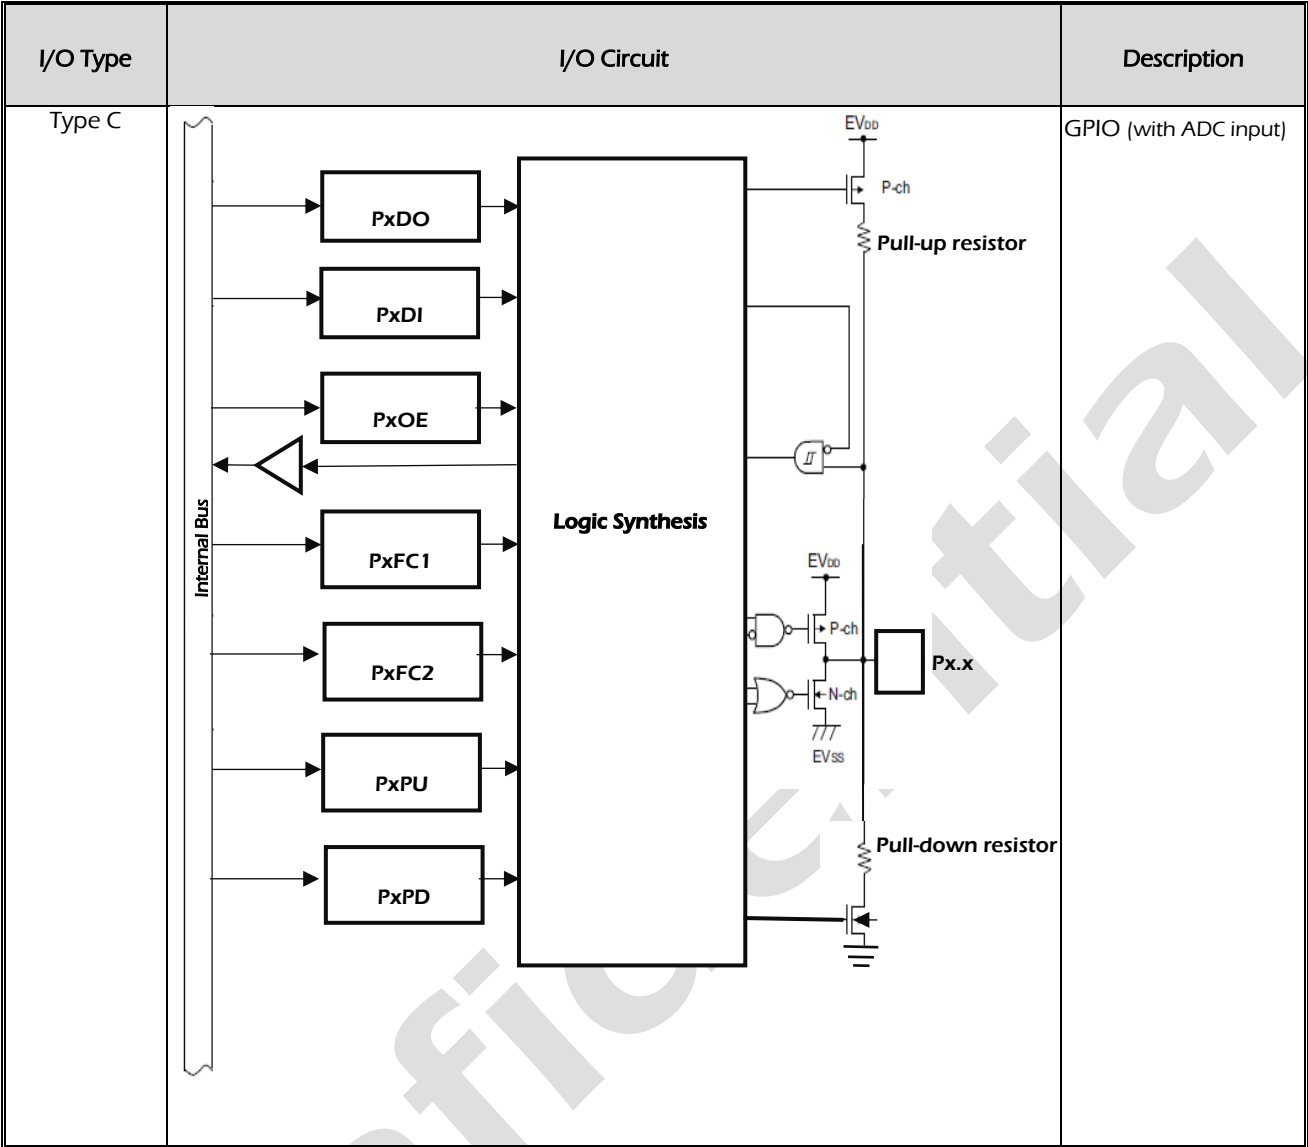 I/O Type
I/O Circuit
Description
Type C
GPIO (with ADC input)
EVDD
P-ch
PxDO
Pull-up resistor
PxDI
PxOE
Internal Bus
Logic Synthesis
PxFC1
EVDD
P-ch
PxFC2
Px.x
N-ch
EVSS
PxPU
Pull-down resistor
PxPD